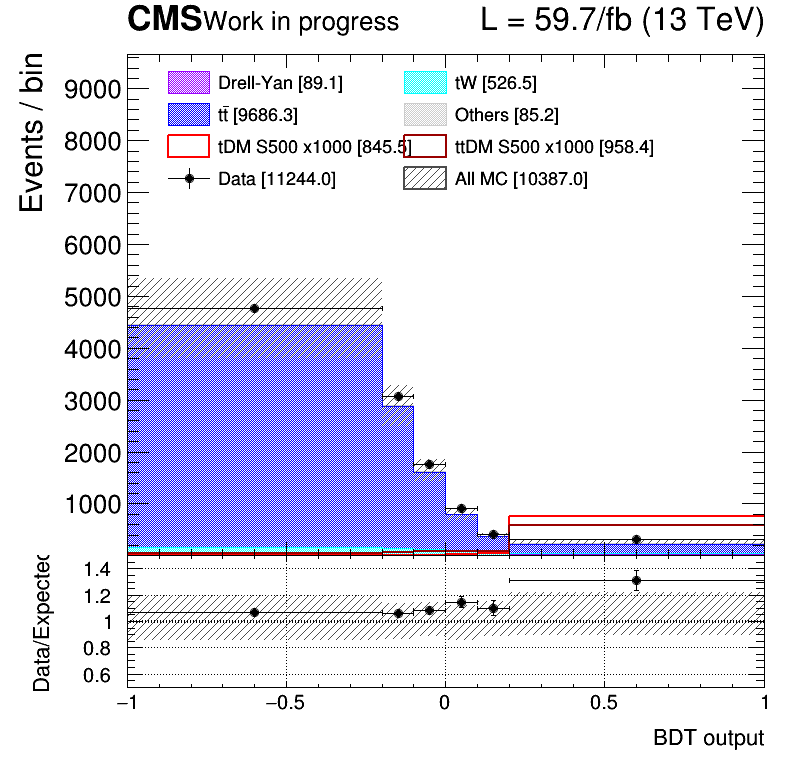 CMS Work in progress L = 59.7/fb (13 TeV)
Events / bin
Drell-Yan [89.1] tW [526.5]
tt̄ [9686.3] Others [85.2]
tDM S500 x1000 [845.5] ttDM S500 x1000 [958.4]
Data [11244.0] All MC [10387.0]
9000
8000
7000
6000
5000
4000
3000
2000
1000
Data/Expected
1.4
1.2
1
0.8
0.6
−1 −0.5 0 0.5 1
BDT output